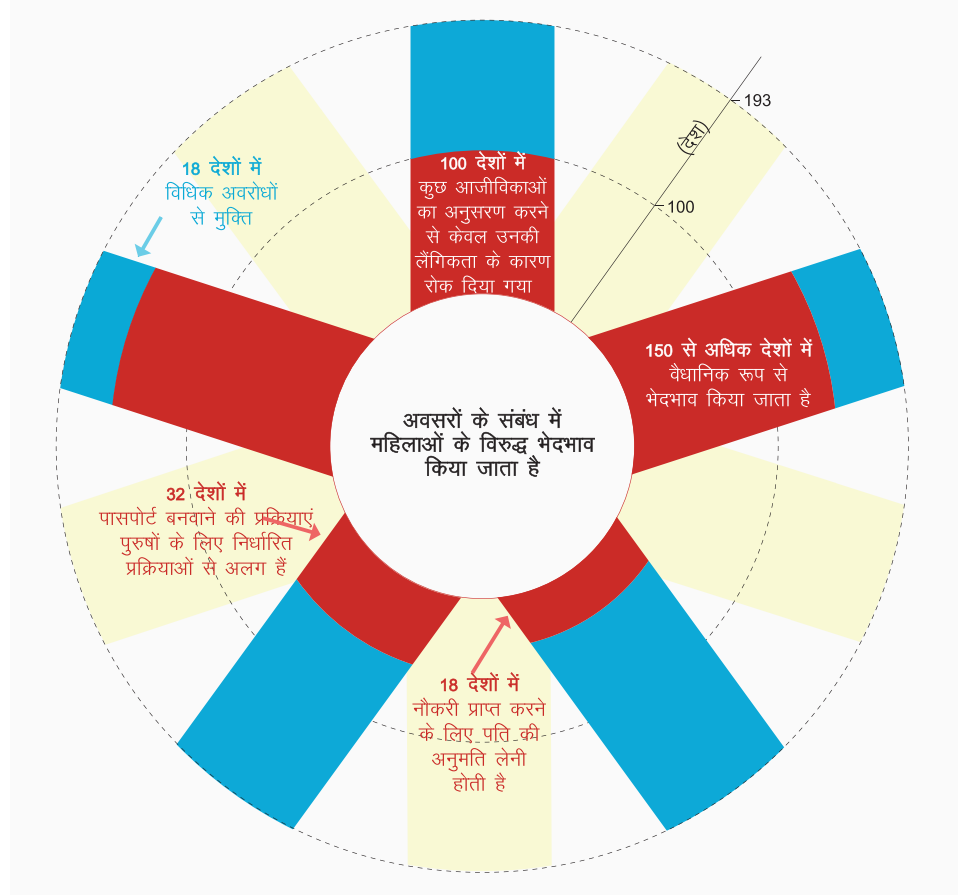 193
(देश)
100
100 देशों में
कुछ आजीविकाओं
का अनुसरण करने
से केवल उनकी
लैंगिकता के कारण
रोक दिया गया
18 देशों में
विधिक अवरोधों
से मुक्ति
150 से अधिक देशों में
वैधानिक रूप से
भेदभाव किया जाता है
अवसरों के संबंध में
महिलाओं के विरुद्ध भेदभाव
किया जाता है
32 देशों में
पासपोर्ट बनवाने की प्रक्रियाएं
पुरुषों के लिए निर्धारित
प्रक्रियाओं से अलग हैं
18 देशों में
नौकरी प्राप्त करने
के लिए पति की
अनुमति लेनी
होती है